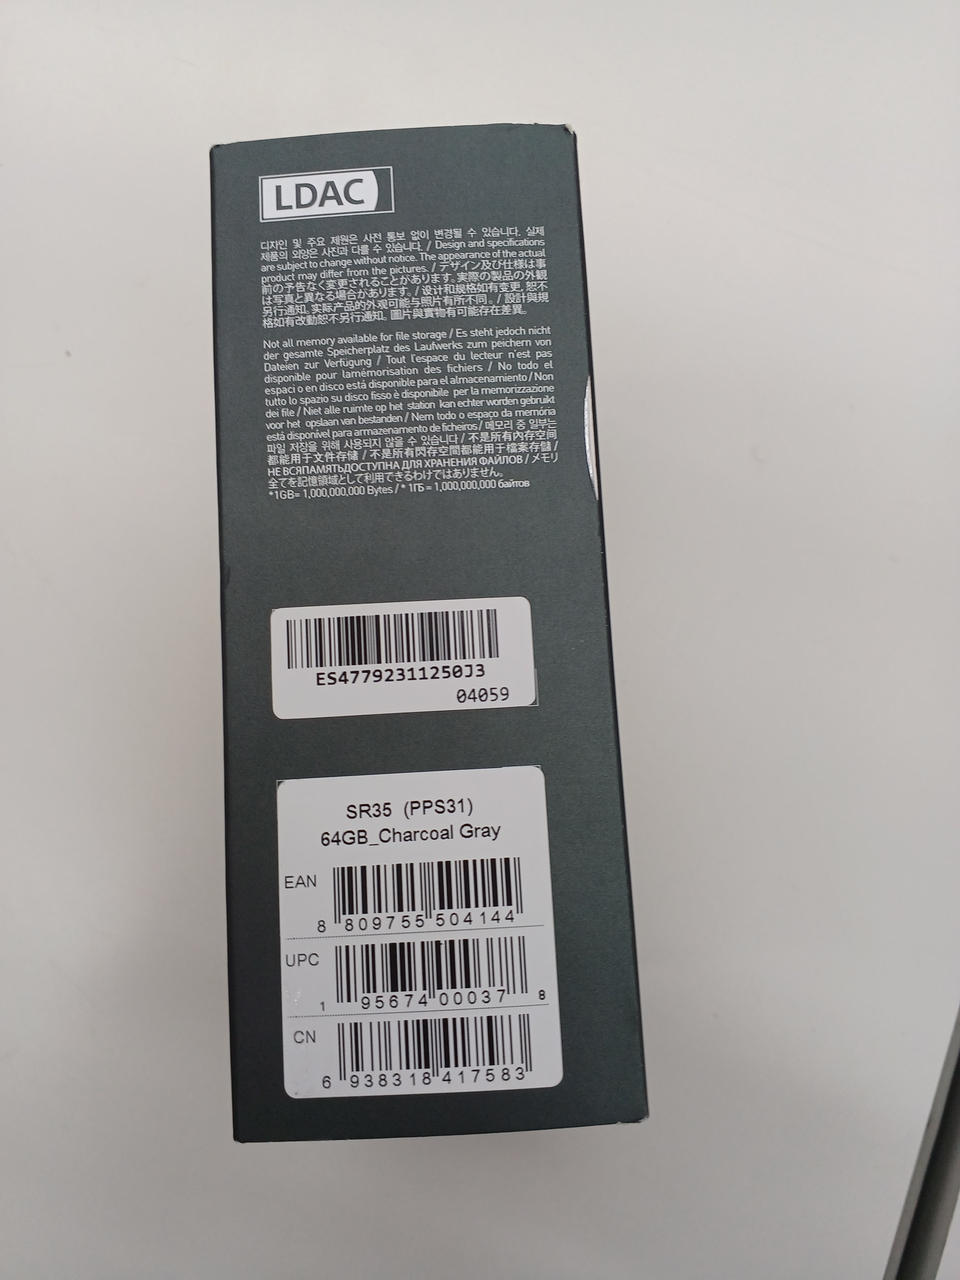 LDAC
디자인 및 주요 제원은 사전 통보 없이 변경될 수 있습니다. 실제
제품의 외양은 사진과 다를 수 있습니다. / Design and specifications
are subject to change without notice. The appearance of the actual
product may differ from the pictures. / デザイン及び仕様は事
前の予告なく変更されることがあります。実際の製品の外観
は写真と異なる場合があります。/ 设计和规格如有变更, 恕不
另行通知。实际产品的外观可能与照片有所不同。/ 設計與規
格如有改動恕不另行通知。圖片與實物有可能存在差異。
Not all memory available for file storage / Es steht jedoch nicht
der gesamte Speicherplatz des Laufwerks zum peichern von
Dateien zur Verfügung / Tout l'espace du lecteur n'est pas
disponible pour lamémorisation des fichiers / No todo el
espaci o en disco está disponible para el almacenamiento / Non
tutto lo spazio su disco fisso è disponibile per la memorizzazione
dei file / Niet alle ruimte op het station kan echter worden gebruikt
voor het opslaan van bestanden / Nem todo o espaço da memória
está disponível para armazenamento de ficheiros / 메모리 중 일부는
파일 저장을 위해 사용되지 않을 수 있습니다 / 不是所有内存空间
都能用于文件存储 / 不是所有閃存空間都能用于檔案存儲 /
НЕ ВСЯПАМЯТЬДОСТУПНА ДЛЯ ХРАНЕНИЯ ФАЙЛОВ / メモリ
全てを記憶領域として利用できるわけではありません。
*1GB= 1,000,000,000 Bytes / * 1ГБ = 1,000,000,000 байтов
ES47792311250J3
04059
SR35 (PPS31)
64GB_Charcoal Gray
EAN
8 809755 504144
UPC
1 95674 00037 8
CN
6 938318 417583